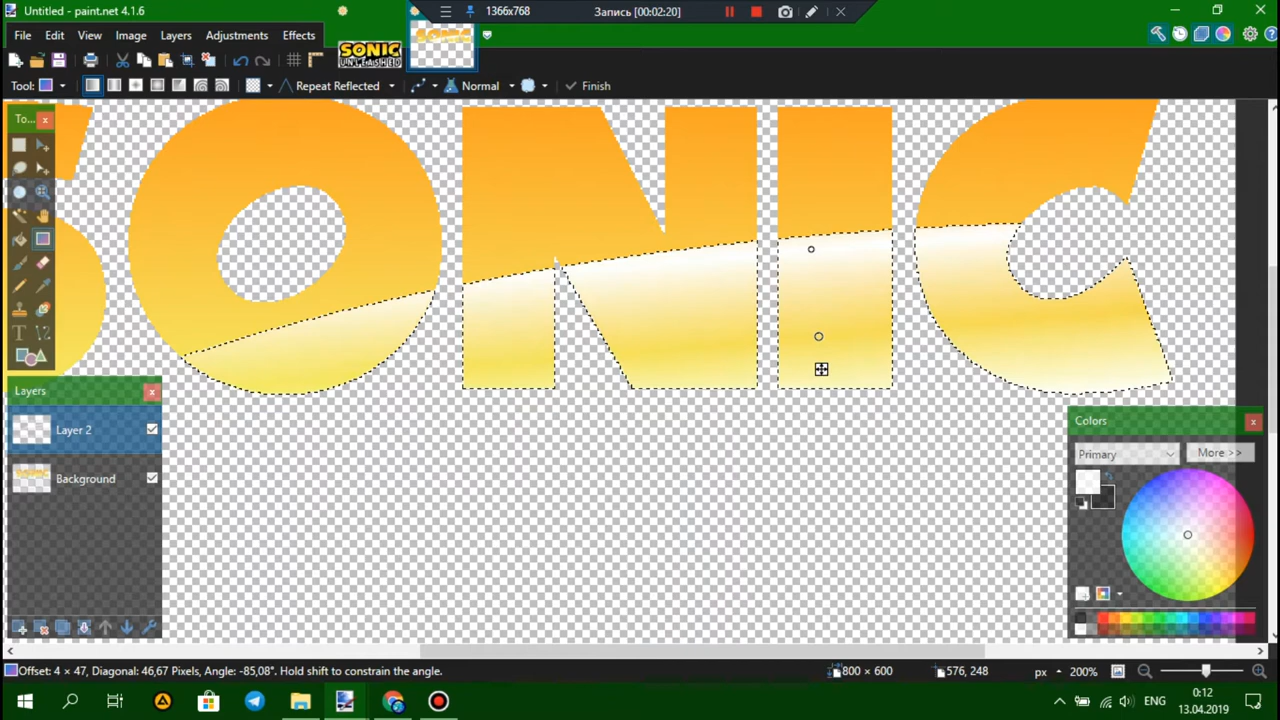 Untitled - paint.net 4.1.6
1366x768
Запись [00:02:20]
File Edit View Image Layers Adjustments Effects
SONIC
UNLEASHED
Tool:
Repeat Reflected
Normal
Finish
To...
SONIC
Layers
Layer 2
Background
Colors
Primary
More >>
Offset: 4 × 47, Diagonal: 46,67 Pixels, Angle: -85,08°. Hold shift to constrain the angle.
800 × 600
576, 248
px
200%
ENG
0:12
13.04.2019